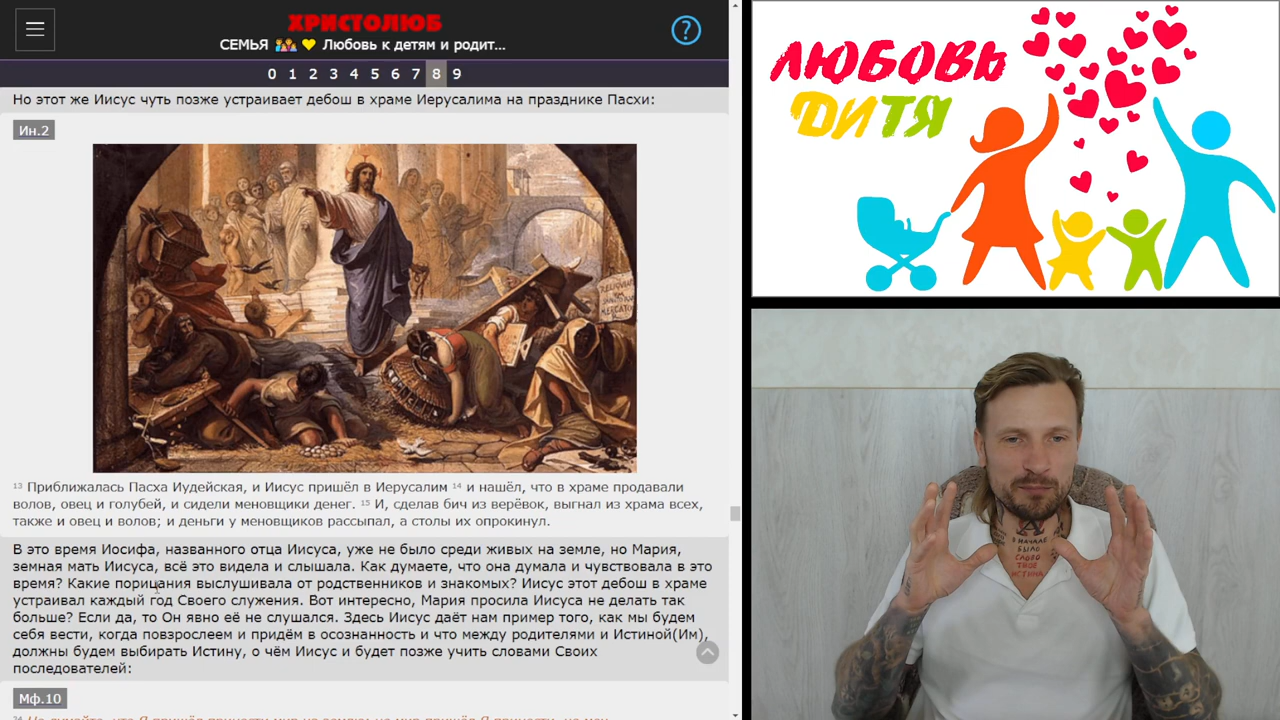 ХРИСТОЛЮБ
СЕМЬЯ 👨‍👩‍👧‍👦 💛 Любовь к детям и родит...
0 1 2 3 4 5 6 7 8 9
Но этот же Иисус чуть позже устраивает дебош в храме Иерусалима на празднике Пасхи:
Ин.2
13 Приближалась Пасха Иудейская, и Иисус пришёл в Иерусалим 14 и нашёл, что в храме продавали
волов, овец и голубей, и сидели меновщики денег. 15 И, сделав бич из верёвок, выгнал из храма всех,
также и овец и волов; и деньги у меновщиков рассыпал, а столы их опрокинул.
В это время Иосифа, названного отца Иисуса, уже не было среди живых на земле, но Мария,
земная мать Иисуса, всё это видела и слышала. Как думаете, что она думала и чувствовала в это
время? Какие порицания выслушивала от родственников и знакомых? Иисус этот дебош в храме
устраивал каждый год Своего служения. Вот интересно, Мария просила Иисуса не делать так
больше? Если да, то Он явно её не слушался. Здесь Иисус даёт нам пример того, как мы будем
себя вести, когда повзрослеем и придём в осознанность и что между родителями и Истиной(Им),
должны будем выбирать Истину, о чём Иисус и будет позже учить словами Своих
последователей:
Мф.10
ЛЮБОВЬ
ДИТЯ
В НАЧАЛЕ
БЫЛО
СЛОВО
ТВОЕ
ИСТИНА